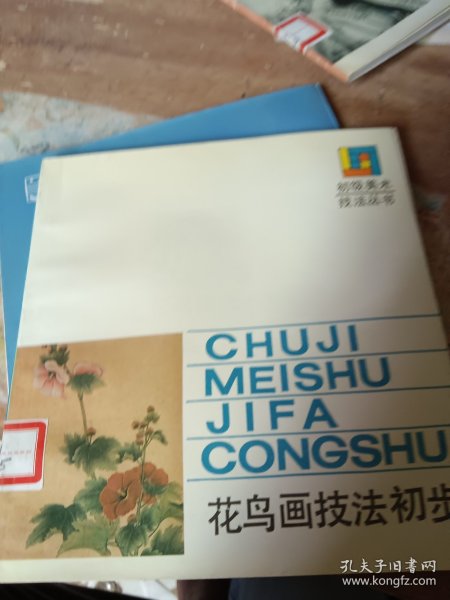 初级美术
技法丛书
CHUJI
MEISHU
JIFA
CONGSHU
花鸟画技法初步
5
孔夫子旧书网
www.kongfz.com